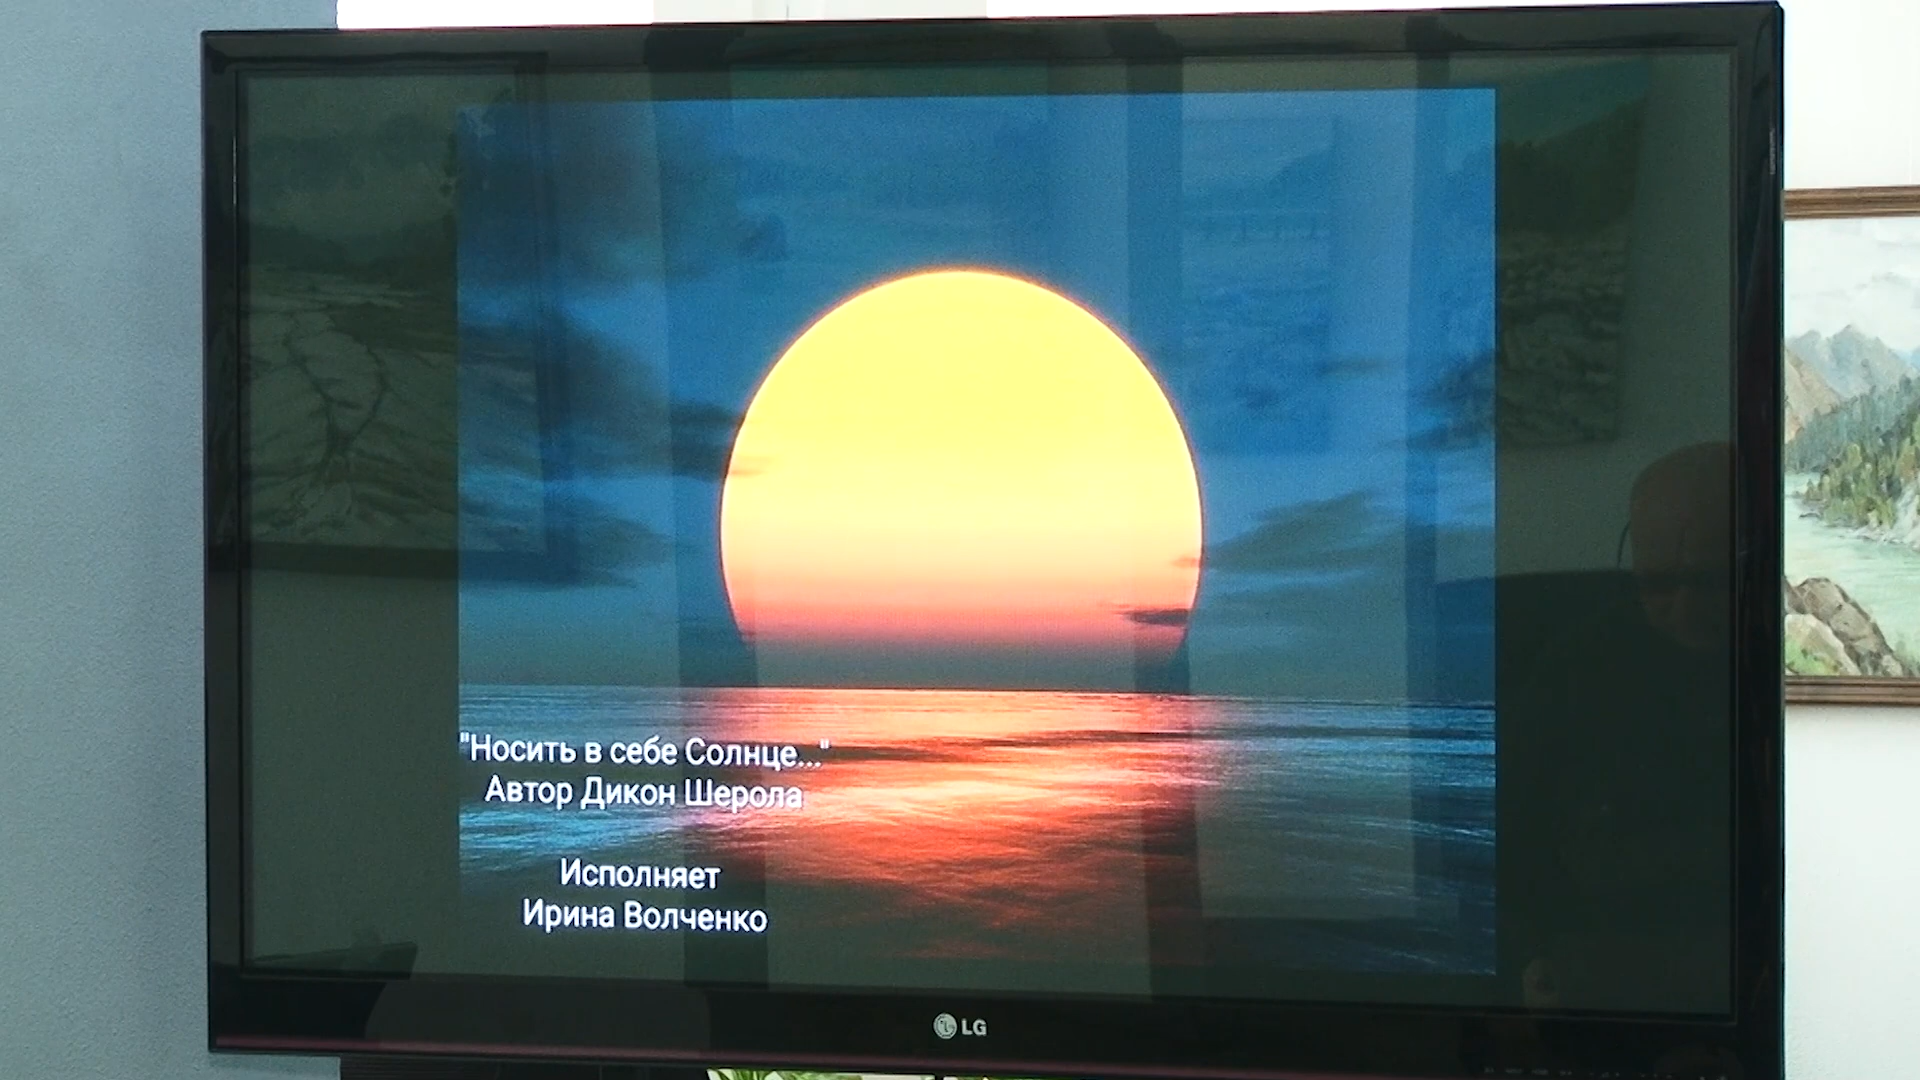 "Носить в себе Солнце..."
Автор Дикон Шерола
Исполняет
Ирина Волченко
LG